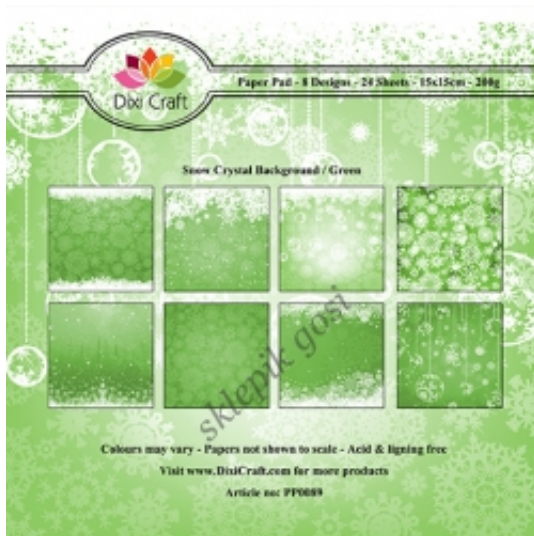 Dixi Craft
Paper Pad - 8 Designs - 24 Sheets - 15x15cm - 200g
Snow Crystal Background / Green
sklepik gosi
Colours may vary - Papers not shown to scale - Acid & ligning free
Visit www.DixiCraft.com for more products
Article no: PP0089